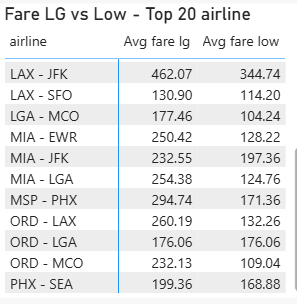 Fare LG vs Low - Top 20 airline
airline Avg fare lg Avg fare low
LAX - JFK 462.07 344.74
LAX - SFO 130.90 114.20
LGA - MCO 177.46 104.24
MIA - EWR 250.42 128.22
MIA - JFK 232.55 197.36
MIA - LGA 254.38 124.76
MSP - PHX 294.74 171.36
ORD - LAX 260.19 132.26
ORD - LGA 176.06 176.06
ORD - MCO 232.13 109.04
PHX - SEA 199.36 168.88